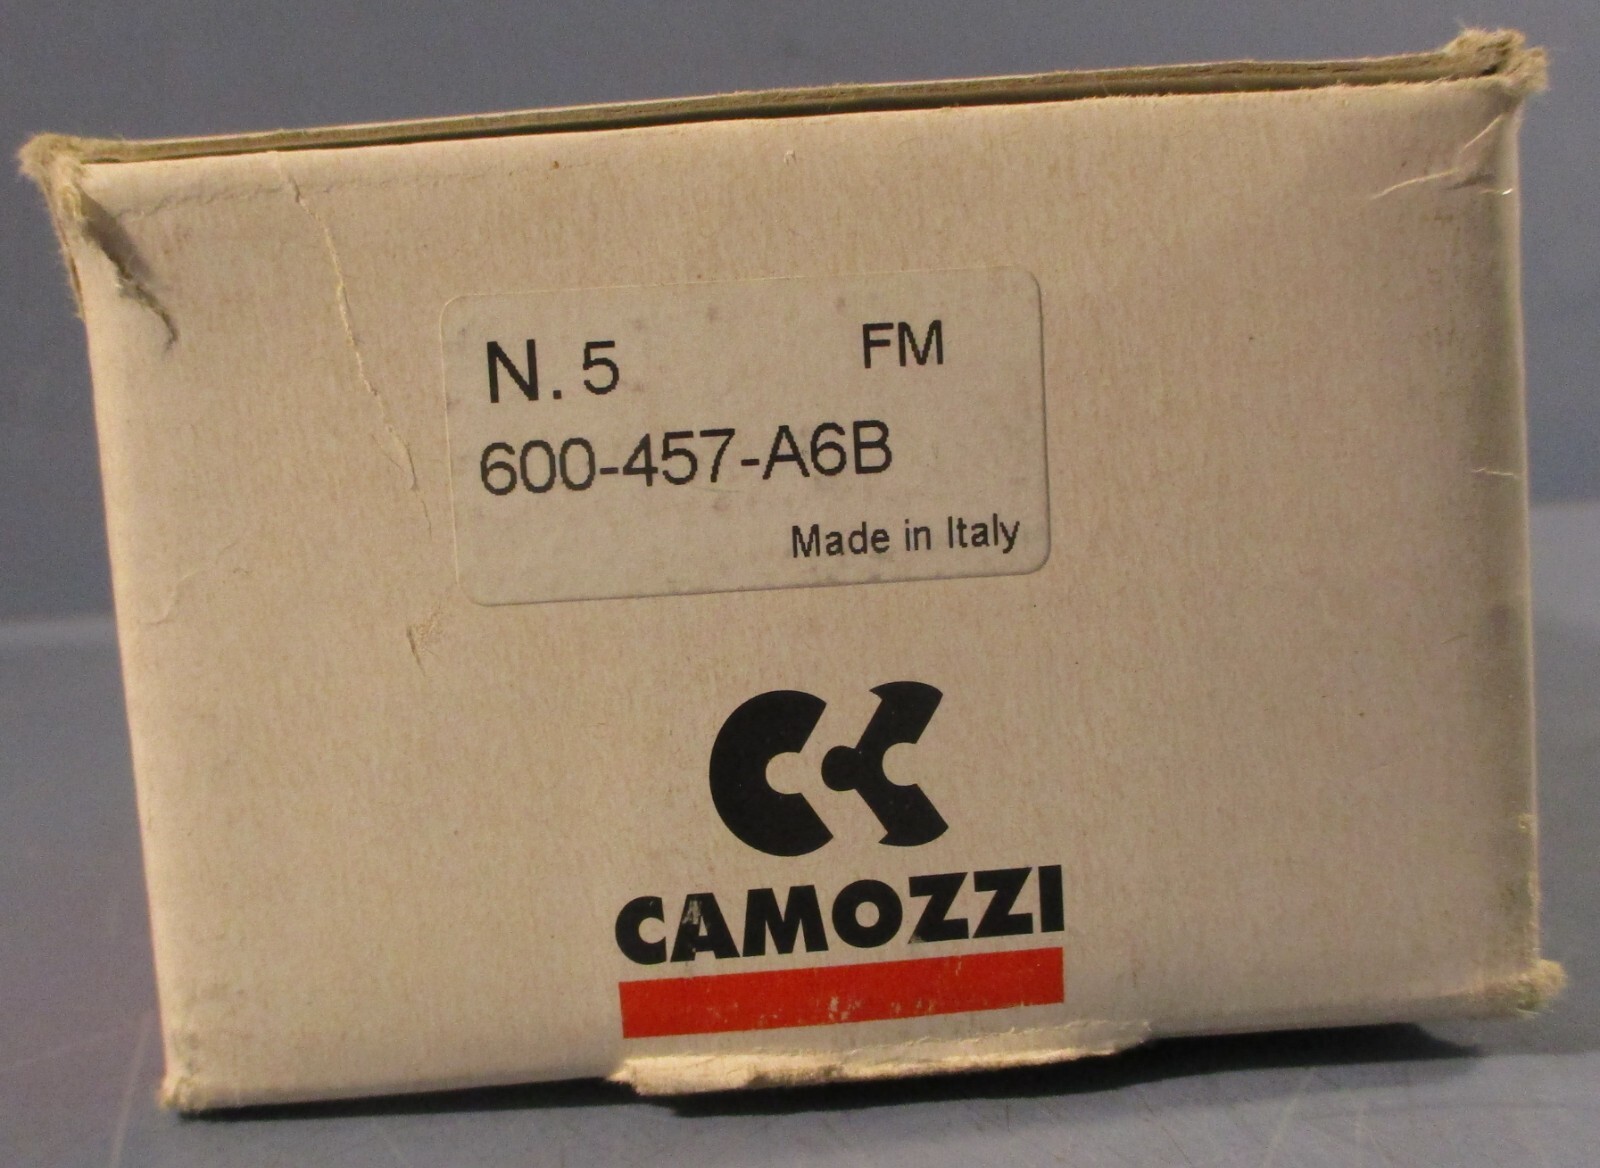 N. 5 FM
600-457-A6B
Made in Italy
CAMOZZI